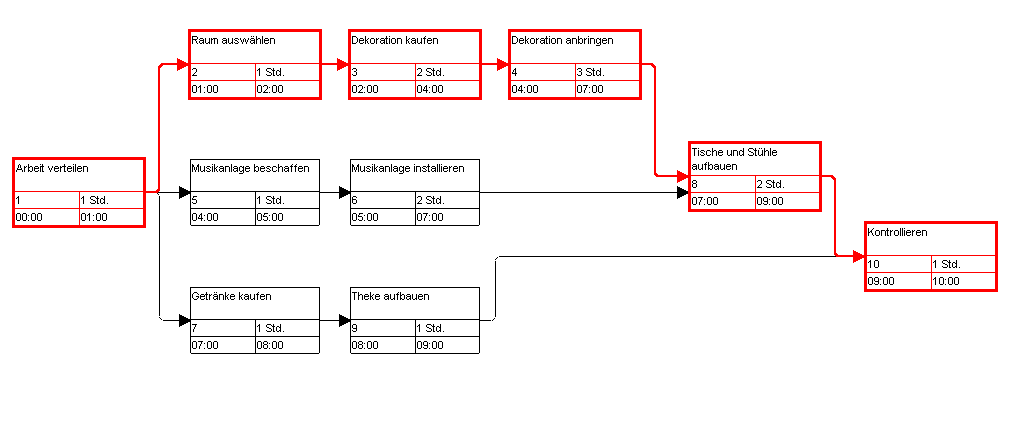 Raum auswählen
2 1 Std.
01:00 02:00
Dekoration kaufen
3 2 Std.
02:00 04:00
Dekoration anbringen
4 3 Std.
04:00 07:00
Arbeit verteilen
1 1 Std.
00:00 01:00
Musikanlage beschaffen
5 1 Std.
04:00 05:00
Musikanlage installieren
6 2 Std.
05:00 07:00
Tische und Stühle
aufbauen
8 2 Std.
07:00 09:00
Kontrollieren
10 1 Std.
09:00 10:00
Getränke kaufen
7 1 Std.
07:00 08:00
Theke aufbauen
9 1 Std.
08:00 09:00